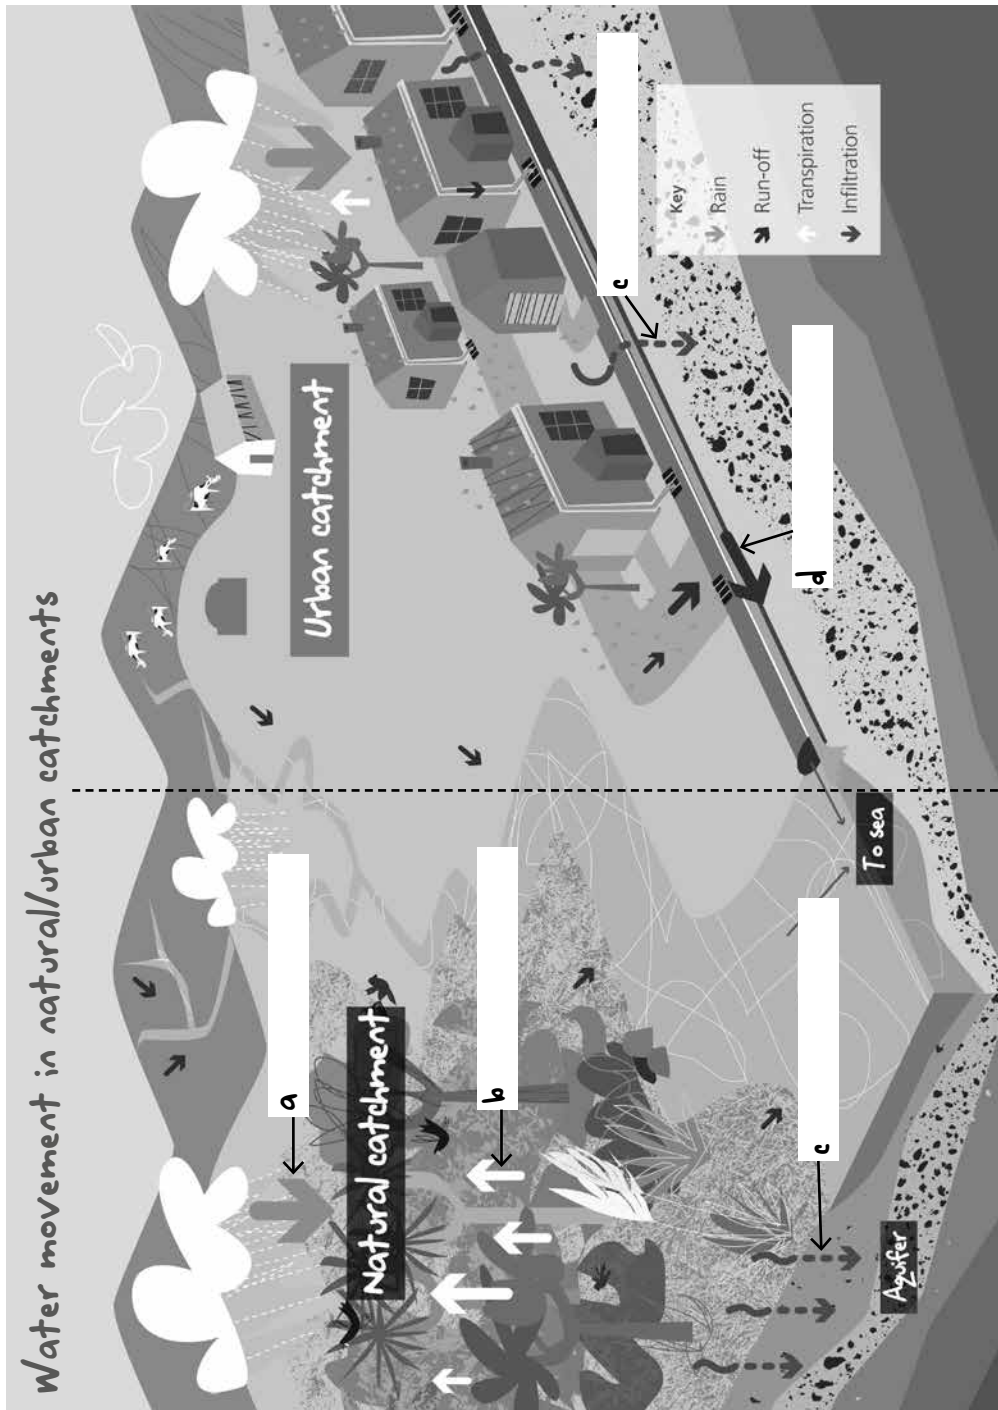 Water movement in natural/urban catchments
a
Natural catchment
b
c
Aquifer
To sea
Urban catchment
d
c
Key
Rain
Run-off
Transpiration
Infiltration